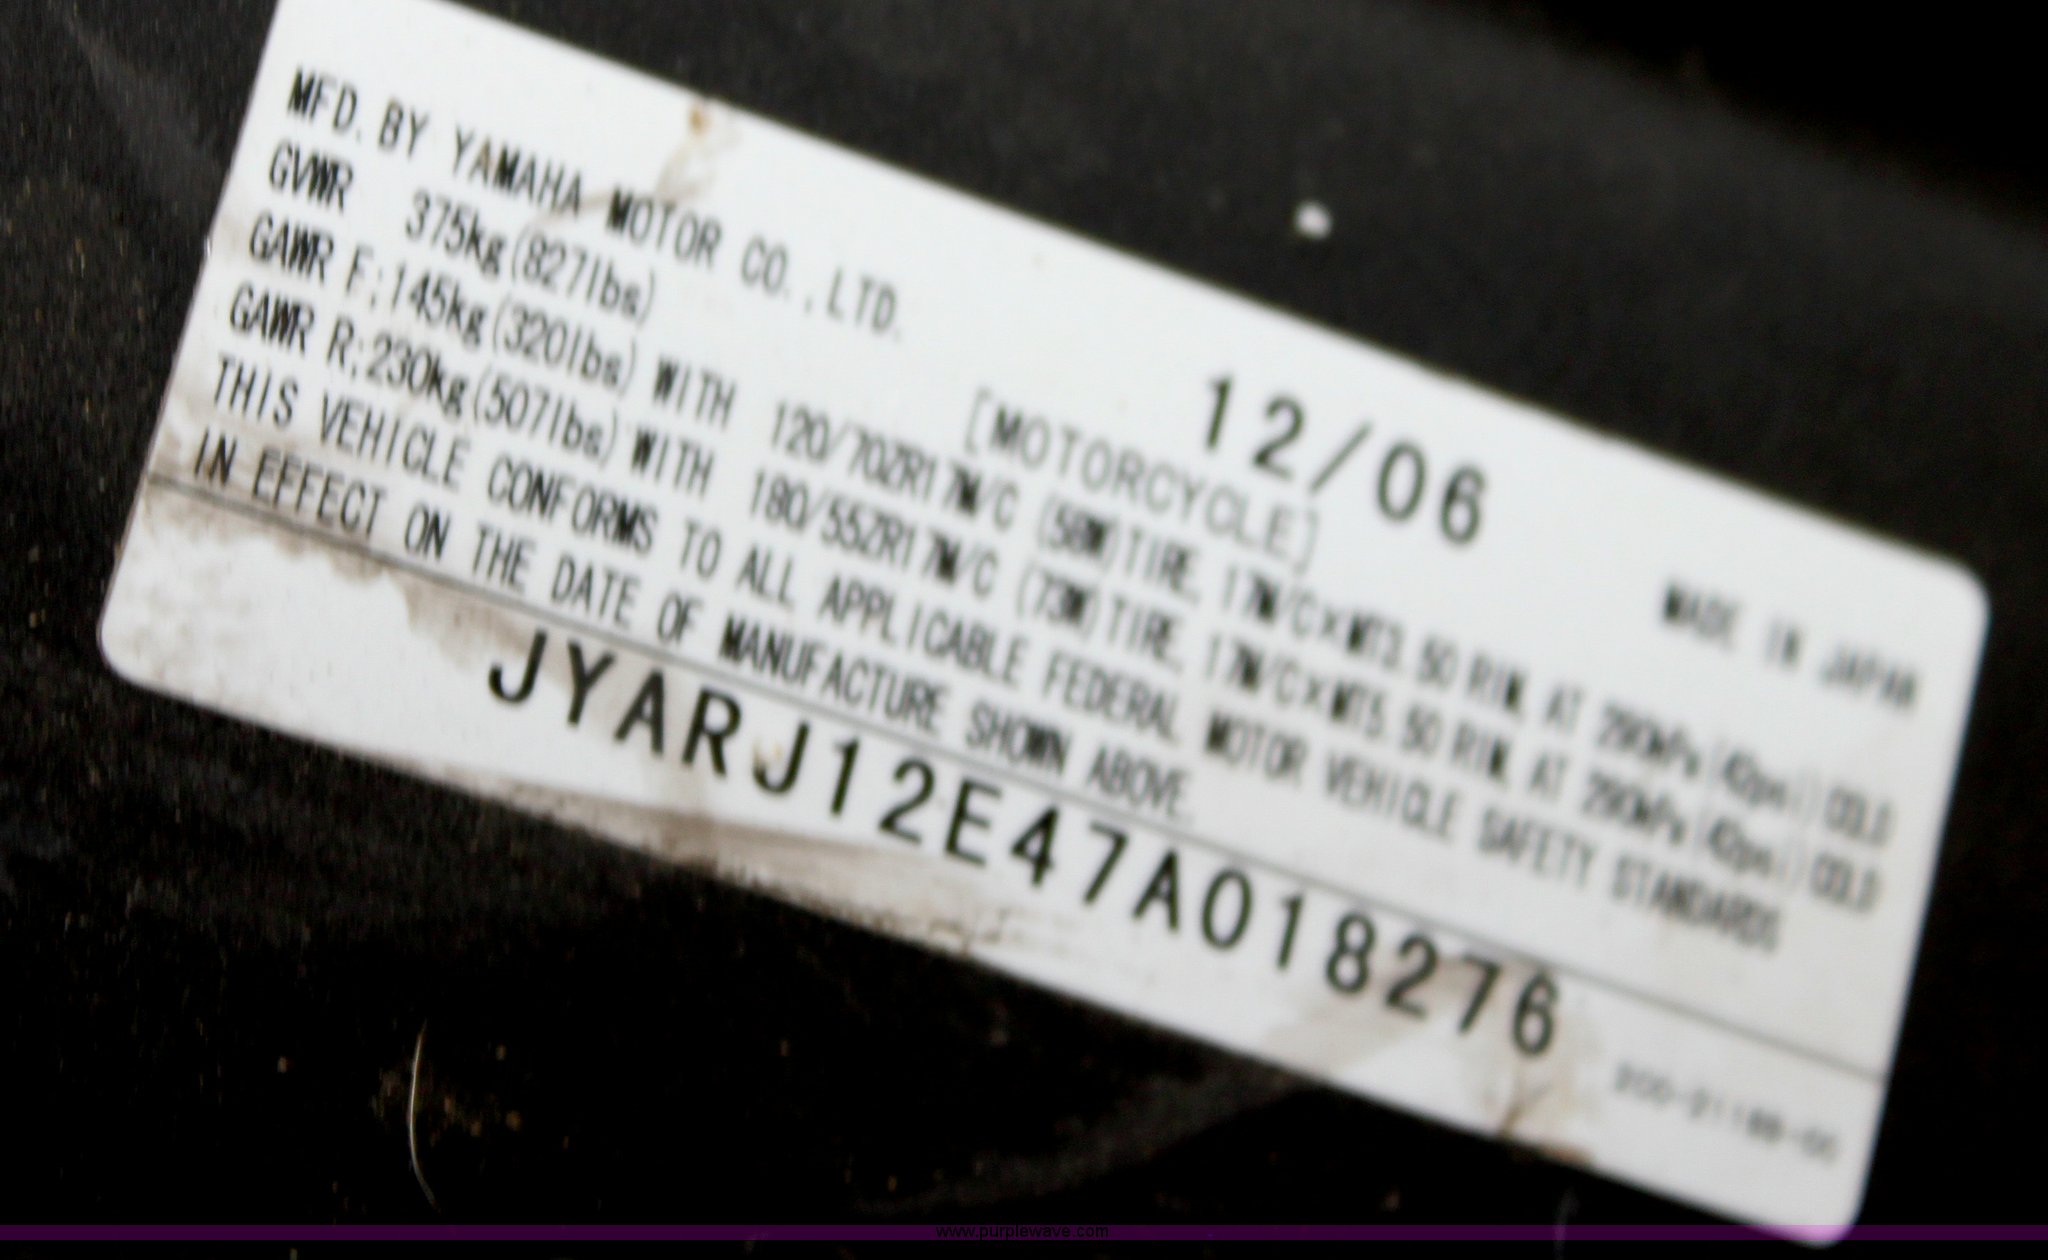 MFD. BY YAMAHA MOTOR CO.,LTD.
12/06
MADE IN JAPAN
GVWR 375kg(827lbs)
[MOTORCYCLE]
GAWR F;145kg(320lbs) WITH 120/70ZR17M/C (58W)TIRE, 17M/C×MT3.50 RIM, AT 290kPa(42psi) COLD
GAWR R;230kg(507lbs) WITH 180/55ZR17M/C (73W)TIRE, 17M/C×MT5.50 RIM, AT 290kPa(42psi) COLD
THIS VEHICLE CONFORMS TO ALL APPLICABLE FEDERAL MOTOR VEHICLE SAFETY STANDARDS
IN EFFECT ON THE DATE OF MANUFACTURE SHOWN ABOVE.
JYARJ12E47A018276
www.purplewave.com